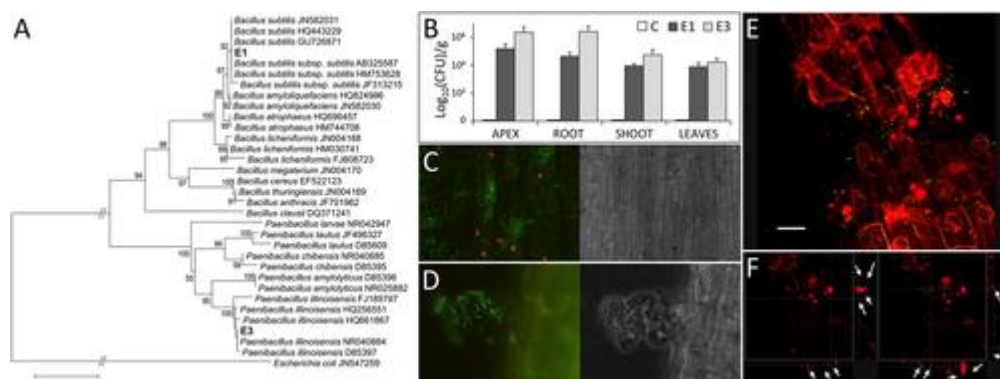 A
Bacillus subtilis JN582031
Bacillus subtilis HQ443229
Bacillus subtilis GU726871
E1
Bacillus subtilis subsp. subtilis AB325587
Bacillus subtilis subsp. subtilis HM753628
Bacillus subtilis subsp. subtilis JF313215
Bacillus amyloliquefaciens HQ824986
Bacillus amyloliquefaciens JN582030
Bacillus atrophaeus HQ696457
Bacillus atrophaeus HM744708
Bacillus licheniformis JN004168
Bacillus licheniformis HM030741
Bacillus licheniformis FJ808723
Bacillus megaterium JN004170
Bacillus cereus EF522123
Bacillus thuringiensis JN004169
Bacillus anthracis JF701962
Bacillus clausii DQ371241
Paenibacillus larvae NR042947
Paenibacillus lautus JF496327
Paenibacillus lautus D85609
Paenibacillus chibensis NR040885
Paenibacillus chibensis D85395
Paenibacillus amylolyticus D85396
Paenibacillus amylolyticus NR025882
Paenibacillus illinoisensis FJ189797
Paenibacillus illinoisensis HQ256551
Paenibacillus illinoisensis HQ661867
E3
Paenibacillus illinoisensis NR040884
Paenibacillus illinoisensis D85397
Escherichia coli JN547259
B
C E1 E3
Log10(CFU)/g
APEX ROOT SHOOT LEAVES
C
D
E
F